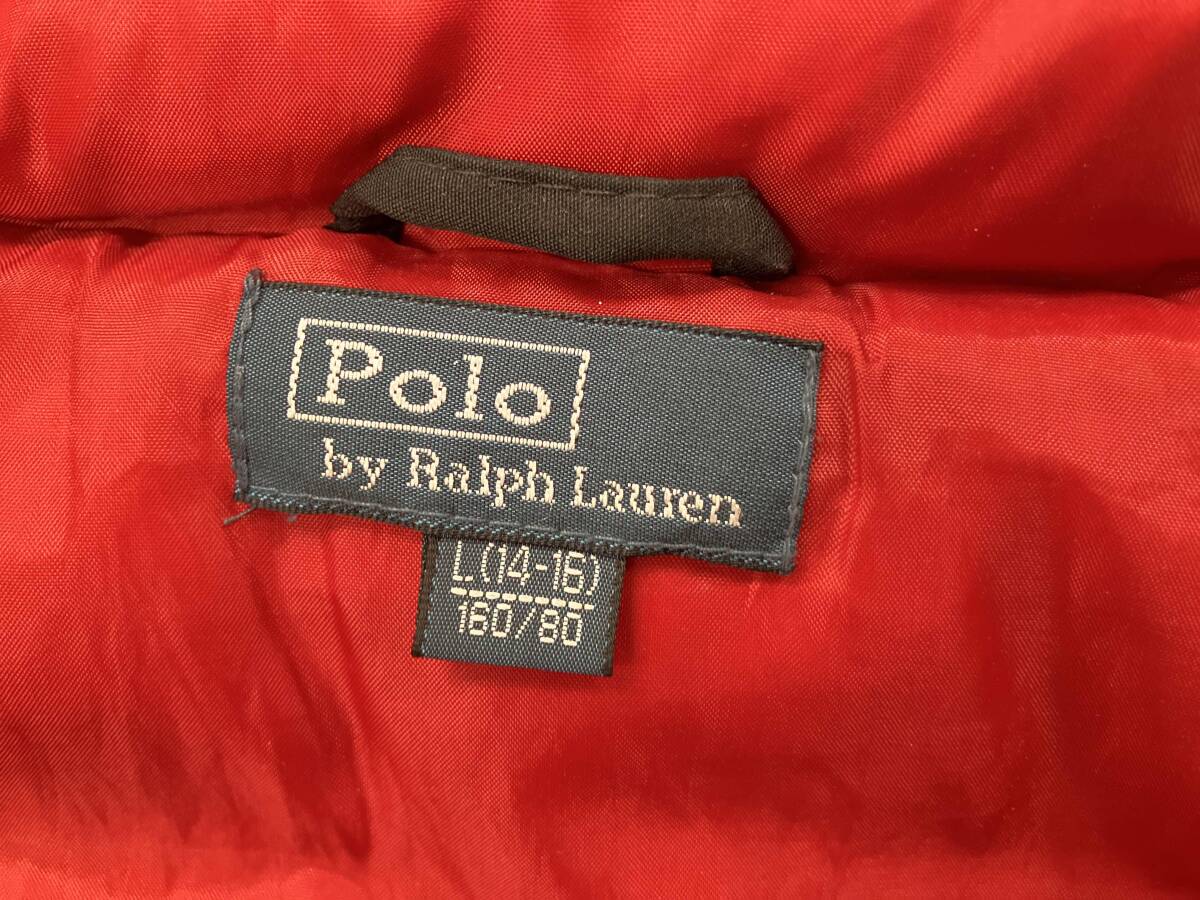 Polo
by Ralph Lauren
L(14-16)
160/80